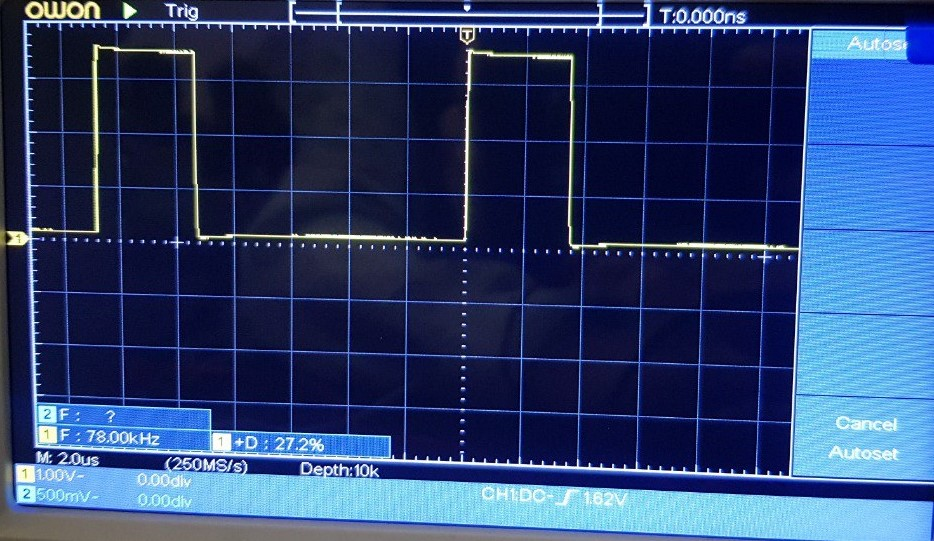 OWON Trig T:0.000ns
T
Autose
1
2 F : ?
1 F : 78.00kHz 1 +D : 27.2%
M: 2.0us (250MS/s) Depth:10k
1 1.00V~ 0.00div
2 500mV~ 0.00div
CH1:DC- 1.62V
Cancel
Autoset